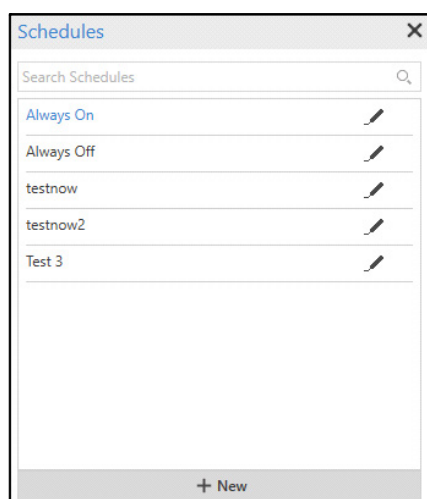 Schedules
Search Schedules
Always On
Always Off
testnow
testnow2
Test 3
+ New